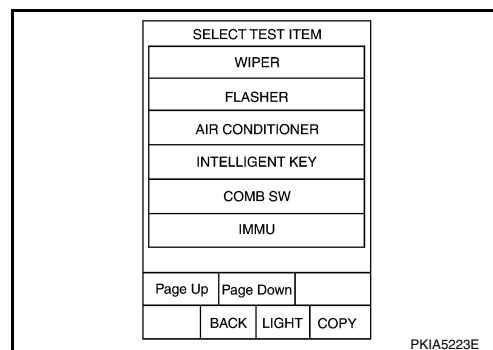 SELECT TEST ITEM
WIPER
FLASHER
AIR CONDITIONER
INTELLIGENT KEY
COMB SW
IMMU
Page Up Page Down
BACK LIGHT COPY
PKIA5223E